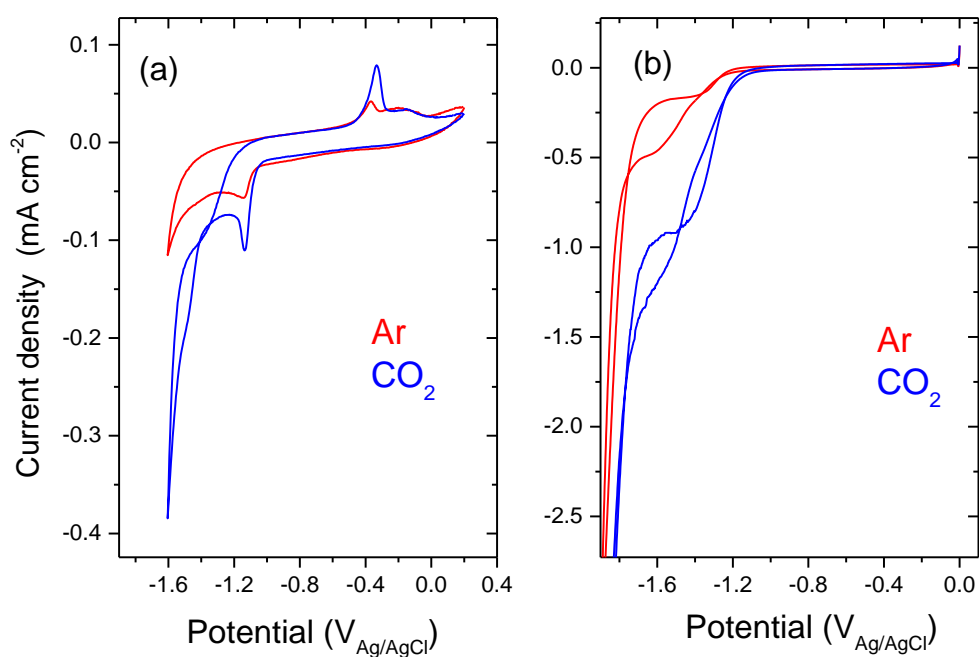 (a)
0.1
0.0
-0.1
-0.2
-0.3
-0.4
Current density (mA cm⁻²)
Ar
CO₂
-1.6 -1.2 -0.8 -0.4 0.0 0.4
Potential (V_Ag/AgCl)
(b)
0.0
-0.5
-1.0
-1.5
-2.0
-2.5
Ar
CO₂
-1.6 -1.2 -0.8 -0.4 0.0
Potential (V_Ag/AgCl)